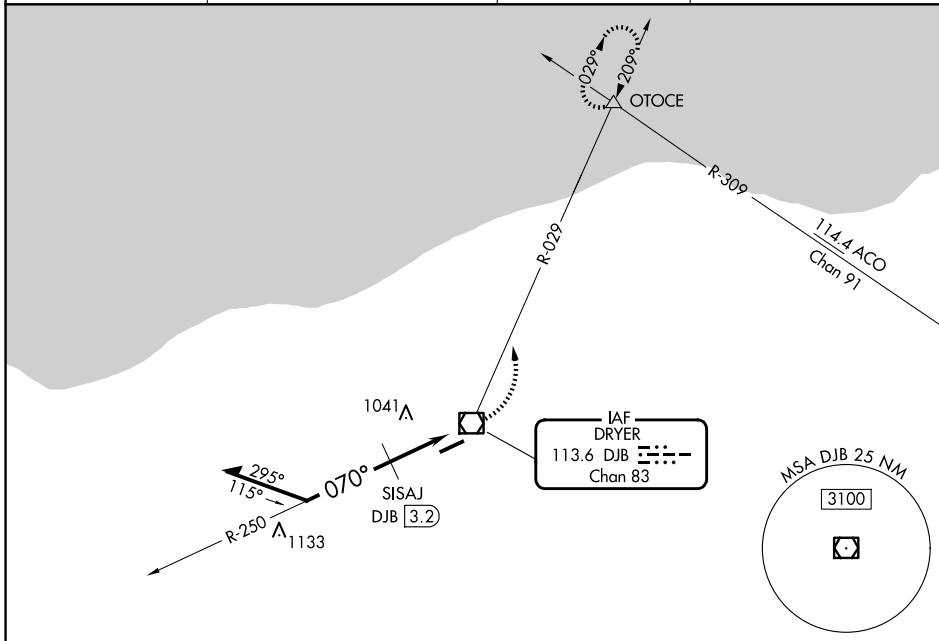 029°
209°
OTOCE
R-309
114.4 ACO
Chan 91
R-029
1041
IAF
DRYER
113.6 DJB
Chan 83
295°
115°
070°
SISAJ
DJB 3.2
R-250
1133
MSA DJB 25 NM
3100